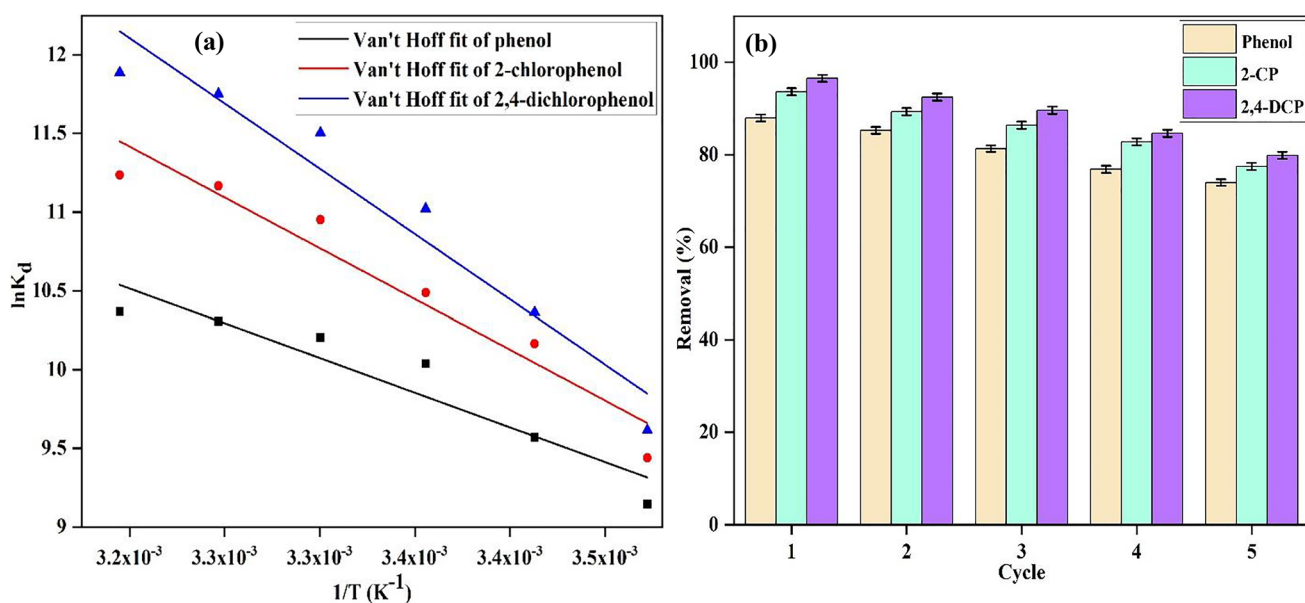 (a)
Van't Hoff fit of phenol
Van't Hoff fit of 2-chlorophenol
Van't Hoff fit of 2,4-dichlorophenol
12
11.5
11
10.5
10
9.5
9
lnKd
3.2x10⁻³ 3.3x10⁻³ 3.3x10⁻³ 3.4x10⁻³ 3.4x10⁻³ 3.5x10⁻³
1/T (K⁻¹)
(b)
Phenol
2-CP
2,4-DCP
100
80
60
40
20
0
Removal (%)
1 2 3 4 5
Cycle